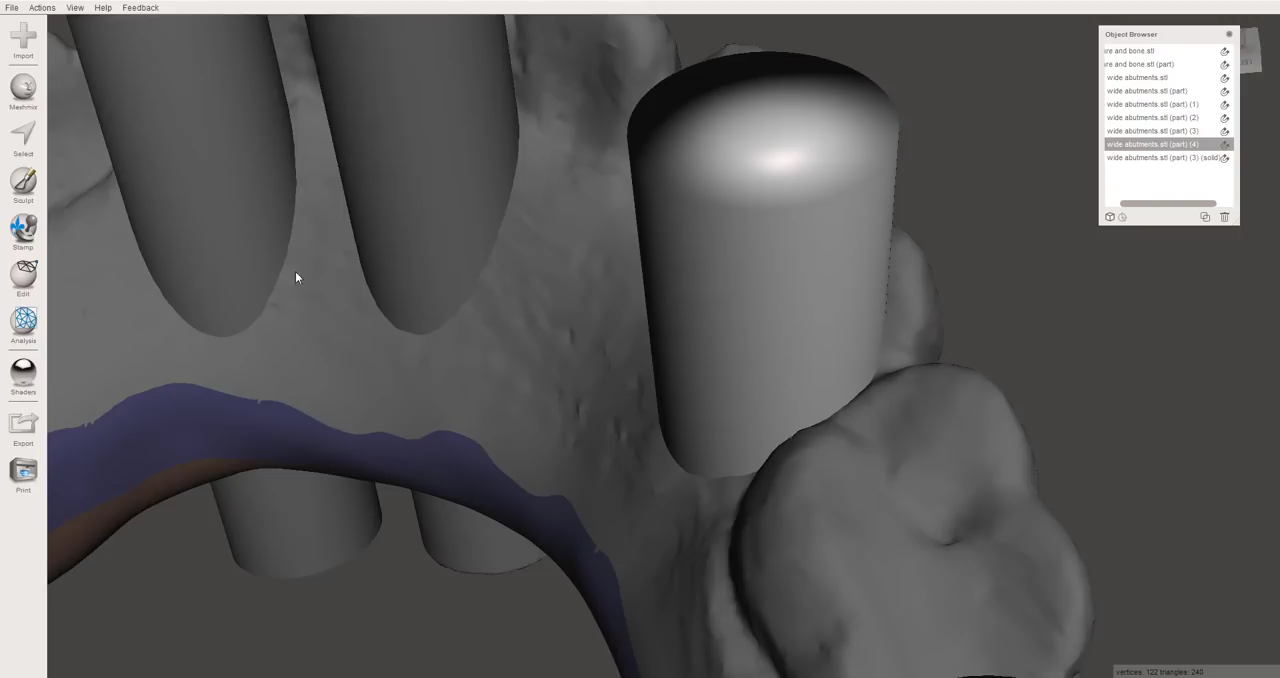 File Actions View Help Feedback
Import
Meshmix
Select
Sculpt
Stamp
Edit
Analysis
Shaders
Export
Print
Object Browser
re and bone.stl
re and bone.stl (part)
wide abutments.stl
wide abutments.stl (part)
wide abutments.stl (part) (1)
wide abutments.stl (part) (2)
wide abutments.stl (part) (3)
wide abutments.stl (part) (4)
wide abutments.stl (part) (3) (solid)
vertices: 122 triangles: 240